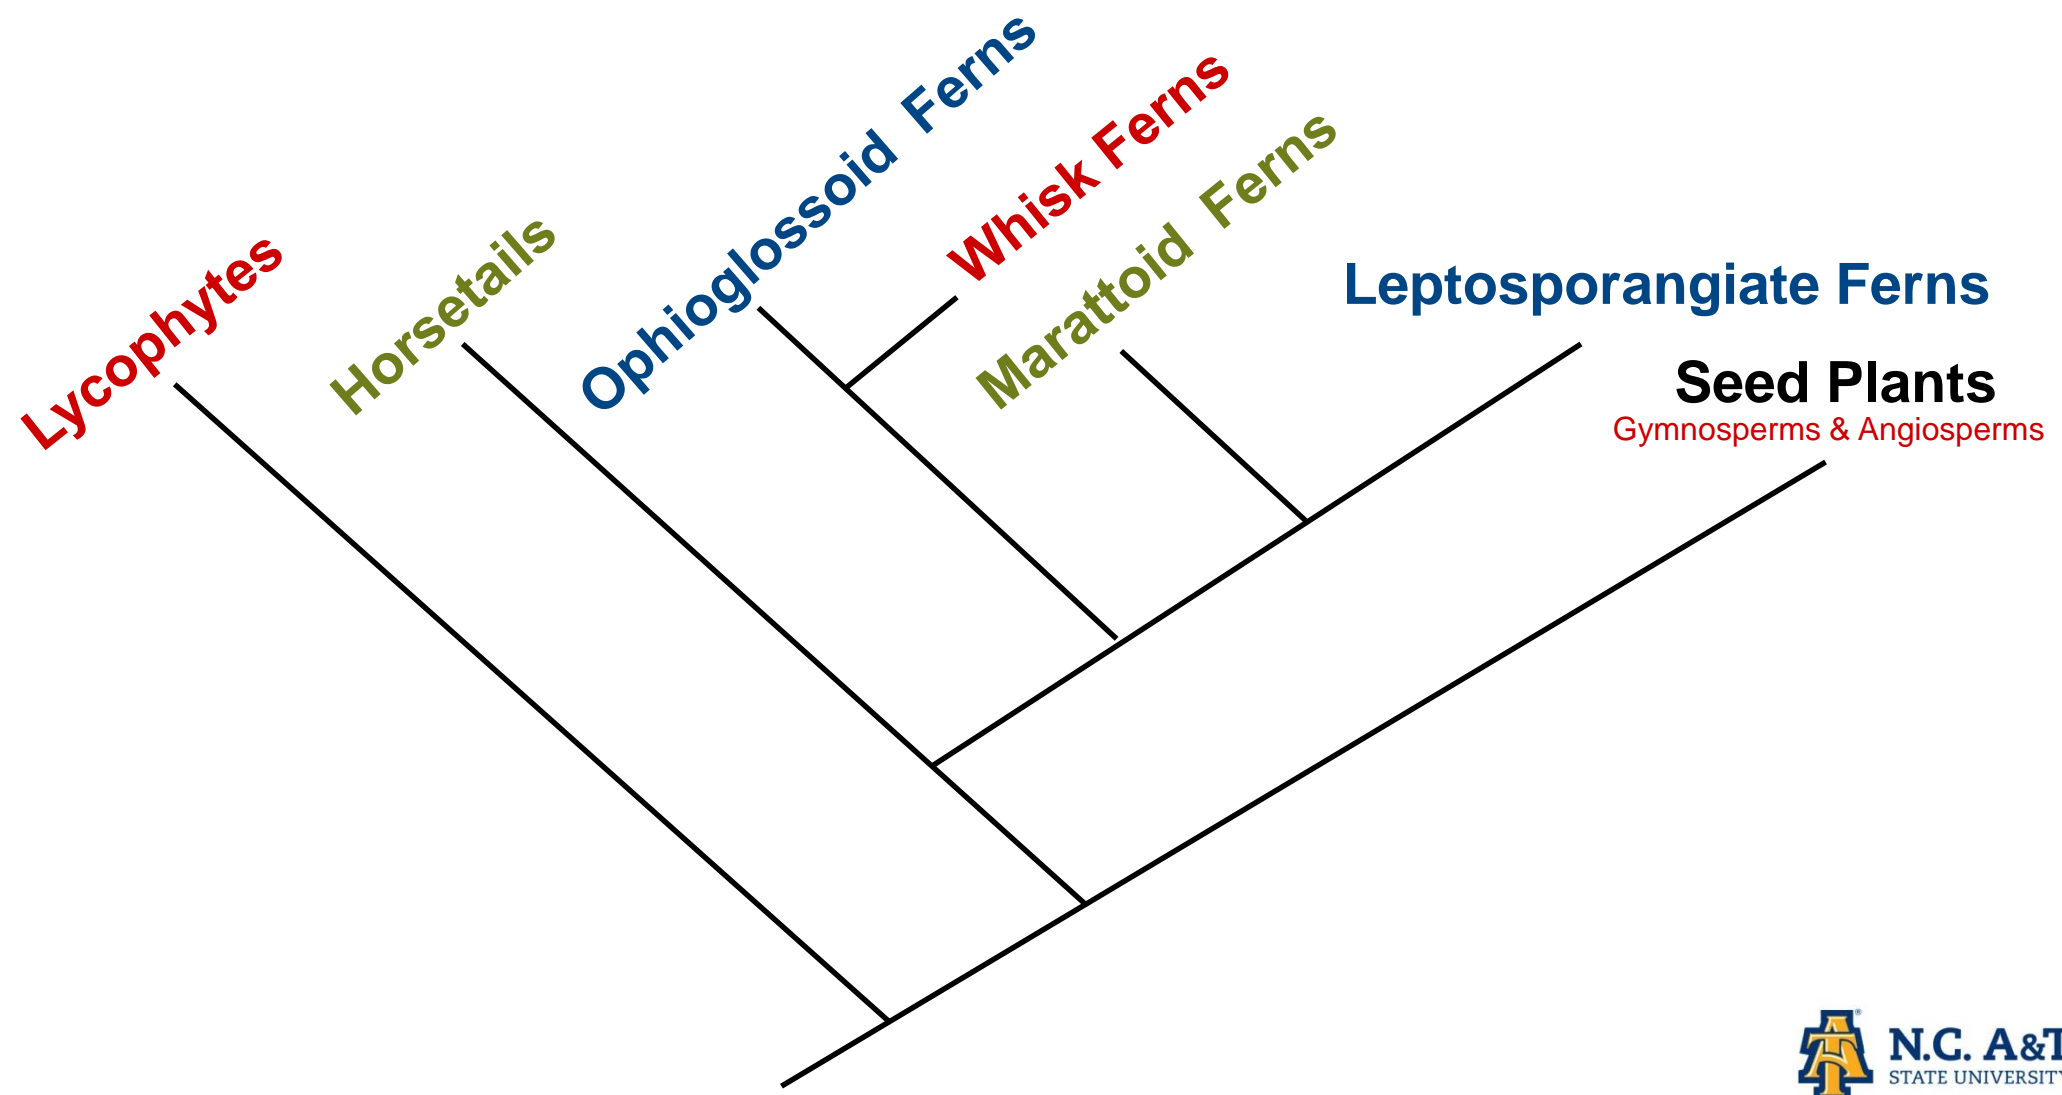 Lycophytes
Horsetails
Ophioglossoid Ferns
Whisk Ferns
Marattoid Ferns
Leptosporangiate Ferns
Seed Plants
Gymnosperms & Angiosperms
N.C. A&T
STATE UNIVERSITY